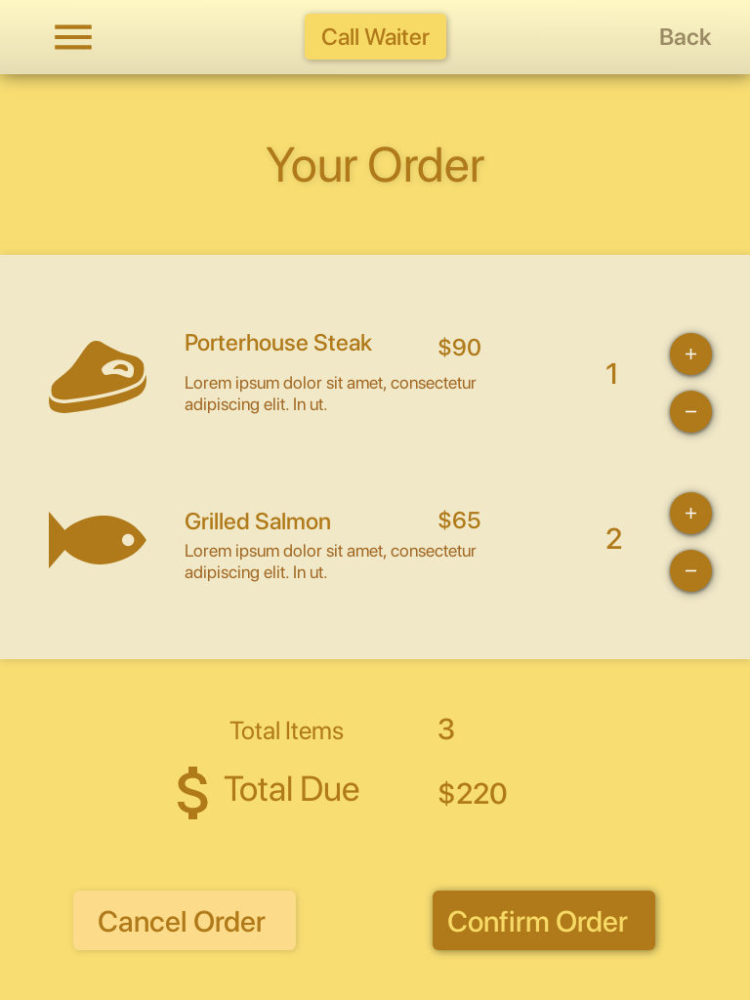 Call Waiter
Back
Your Order
Porterhouse Steak
$90
Lorem ipsum dolor sit amet, consectetur
adipiscing elit. In ut.
1
+
−
Grilled Salmon
$65
Lorem ipsum dolor sit amet, consectetur
adipiscing elit. In ut.
2
+
−
Total Items
3
$ Total Due
$220
Cancel Order
Confirm Order